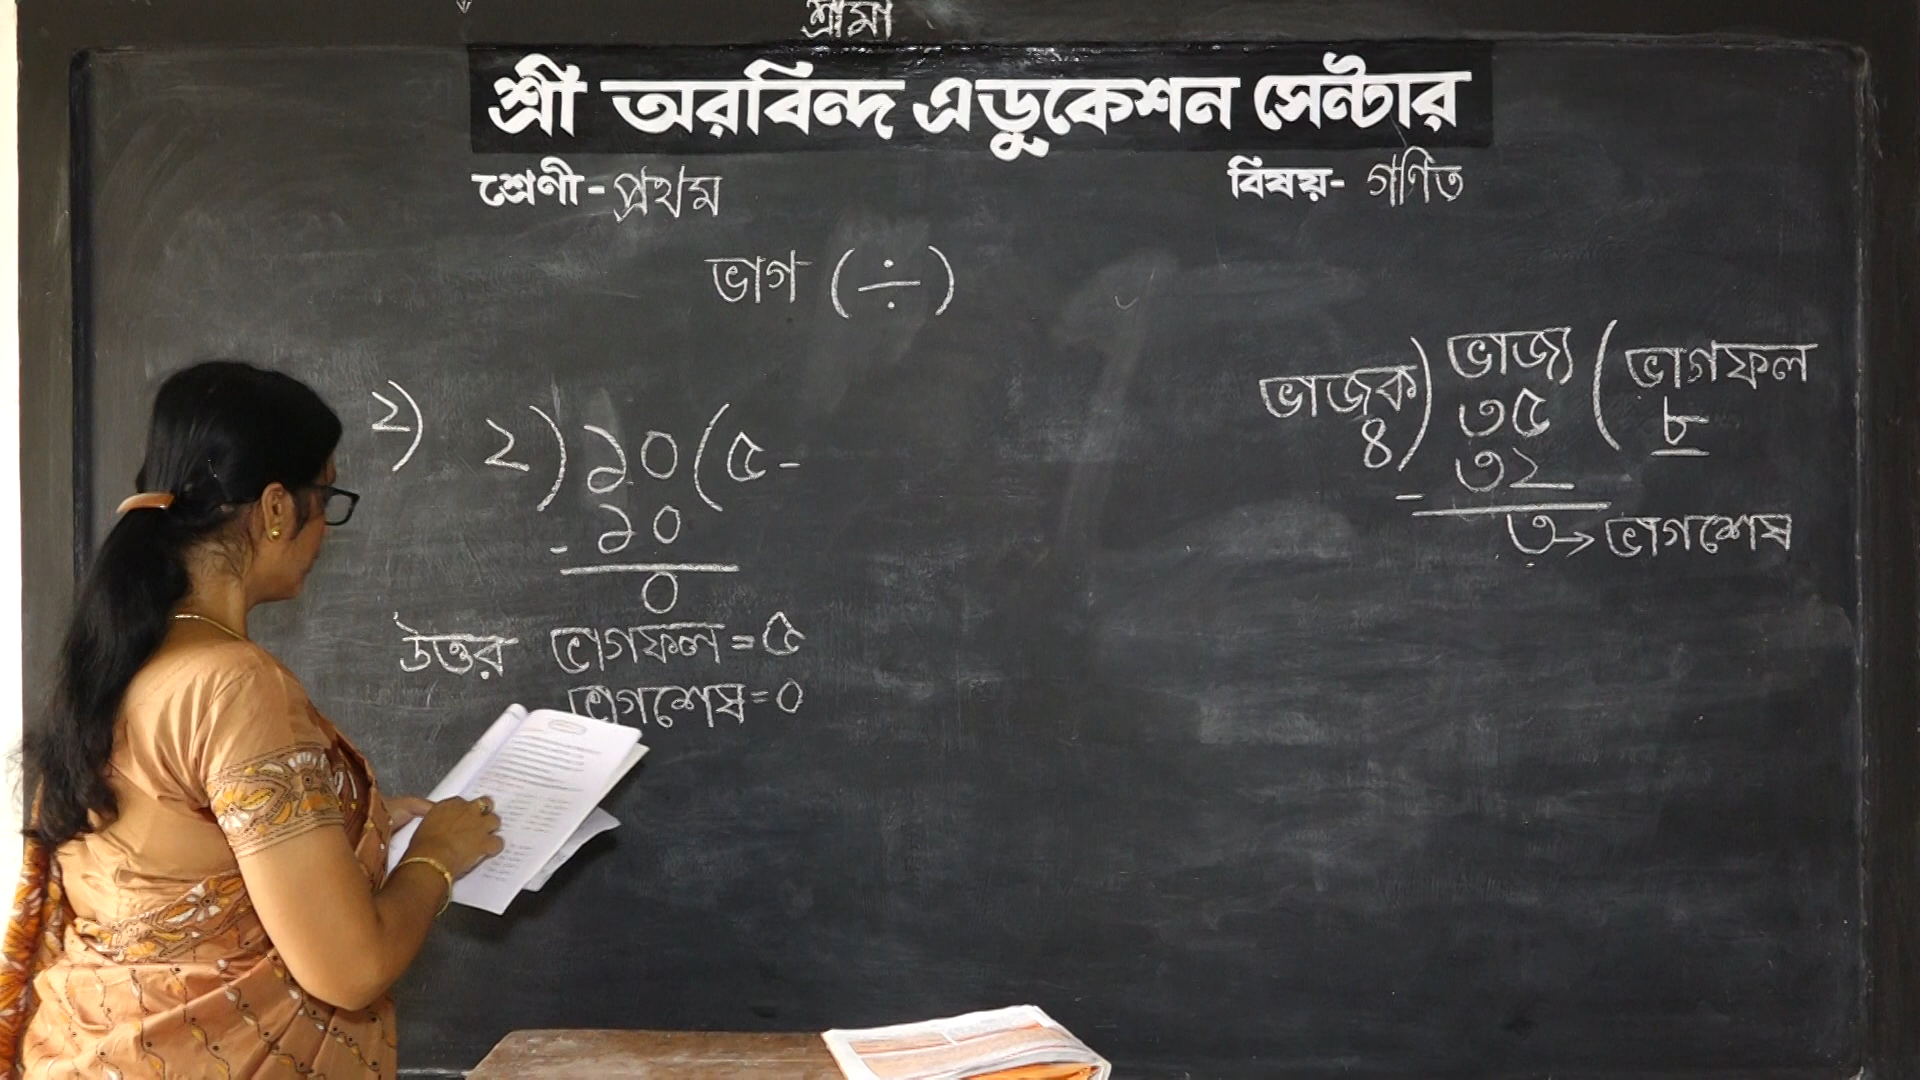 শ্রীমা
শ্রী অরবিন্দ এডুকেশন সেন্টার
শ্রেণী- প্রথম
বিষয়- গণিত
ভাগ (÷)
২) ২)১০(৫-
- ১০
০
উত্তর ভাগফল = ৫
ভাগশেষ = ০
ভাজক) ভাজ্য (ভাগফল
৪) ৩৫ ( ৮
- ৩২
৩→ভাগশেষ